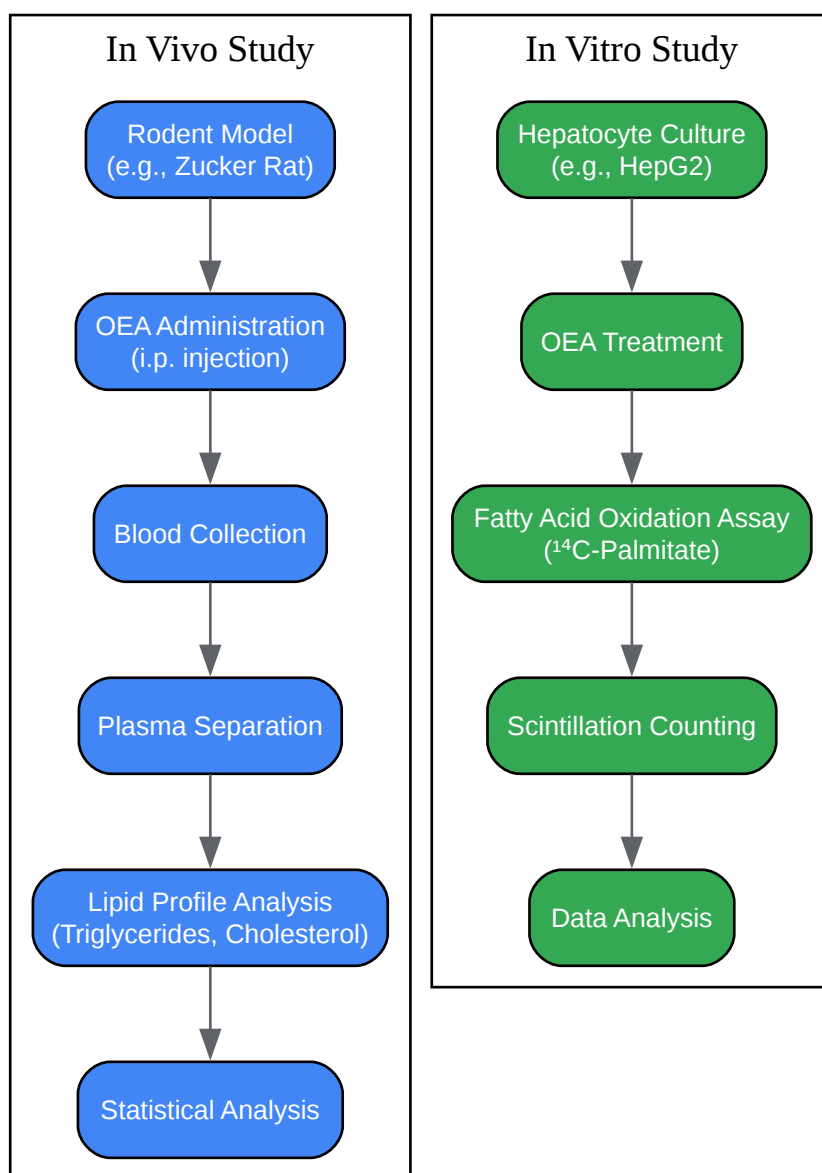 In Vivo Study
Rodent Model
(e.g., Zucker Rat)
OEA Administration
(i.p. injection)
Blood Collection
Plasma Separation
Lipid Profile Analysis
(Triglycerides, Cholesterol)
Statistical Analysis
In Vitro Study
Hepatocyte Culture
(e.g., HepG2)
OEA Treatment
Fatty Acid Oxidation Assay
(¹⁴C-Palmitate)
Scintillation Counting
Data Analysis